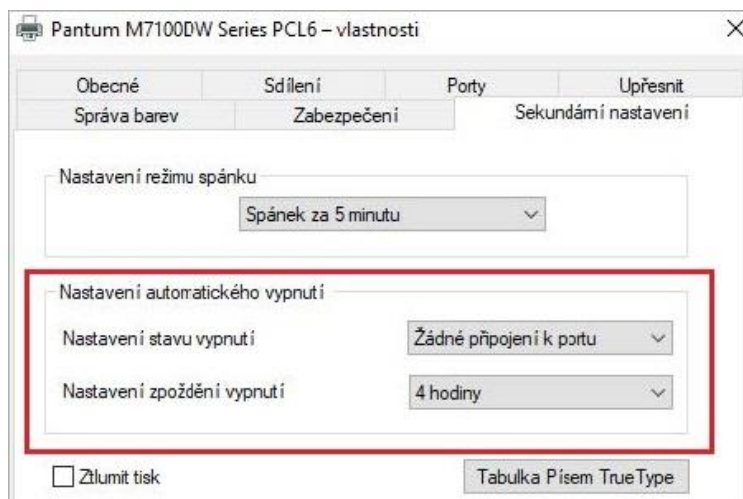 Pantum M7100DW Series PCL6 – vlastnosti
Obecné Sdílení Porty Upřesnit
Správa barev Zabezpečení Sekundární nastavení
Nastavení režimu spánku
Spánek za 5 minutu
Nastavení automatického vypnutí
Nastavení stavu vypnutí Žádné připojení k portu
Nastavení zpoždění vypnutí 4 hodiny
Ztlumit tisk Tabulka Písem TrueType